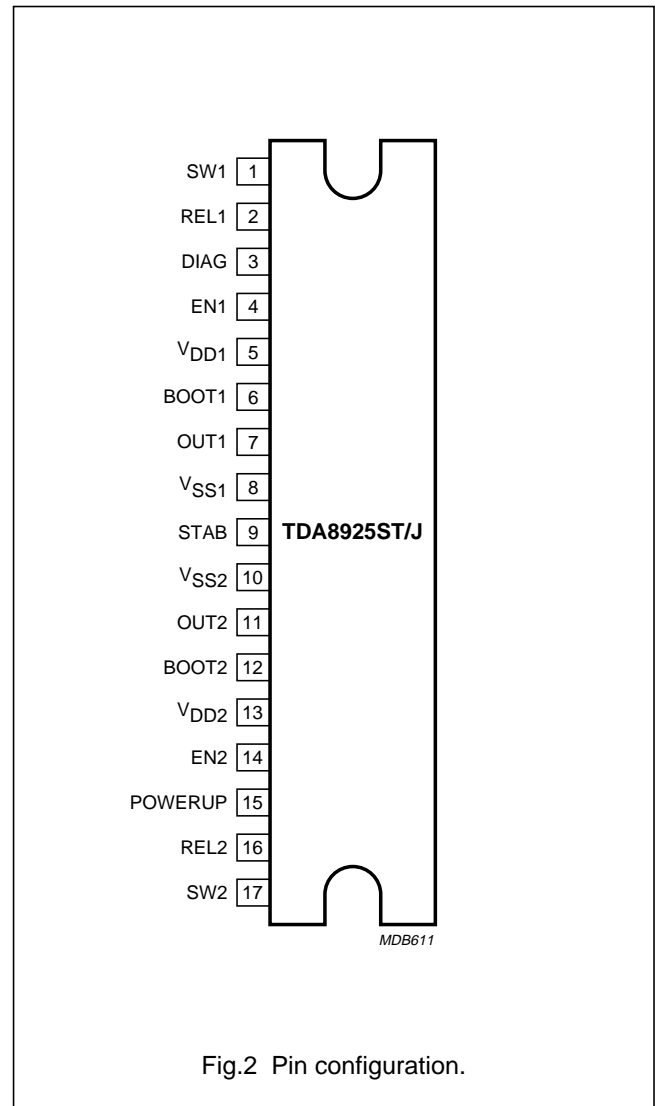 SW1 1
REL1 2
DIAG 3
EN1 4
VDD1 5
BOOT1 6
OUT1 7
VSS1 8
STAB 9 TDA8925ST/J
VSS2 10
OUT2 11
BOOT2 12
VDD2 13
EN2 14
POWERUP 15
REL2 16
SW2 17
MDB611
Fig.2 Pin configuration.